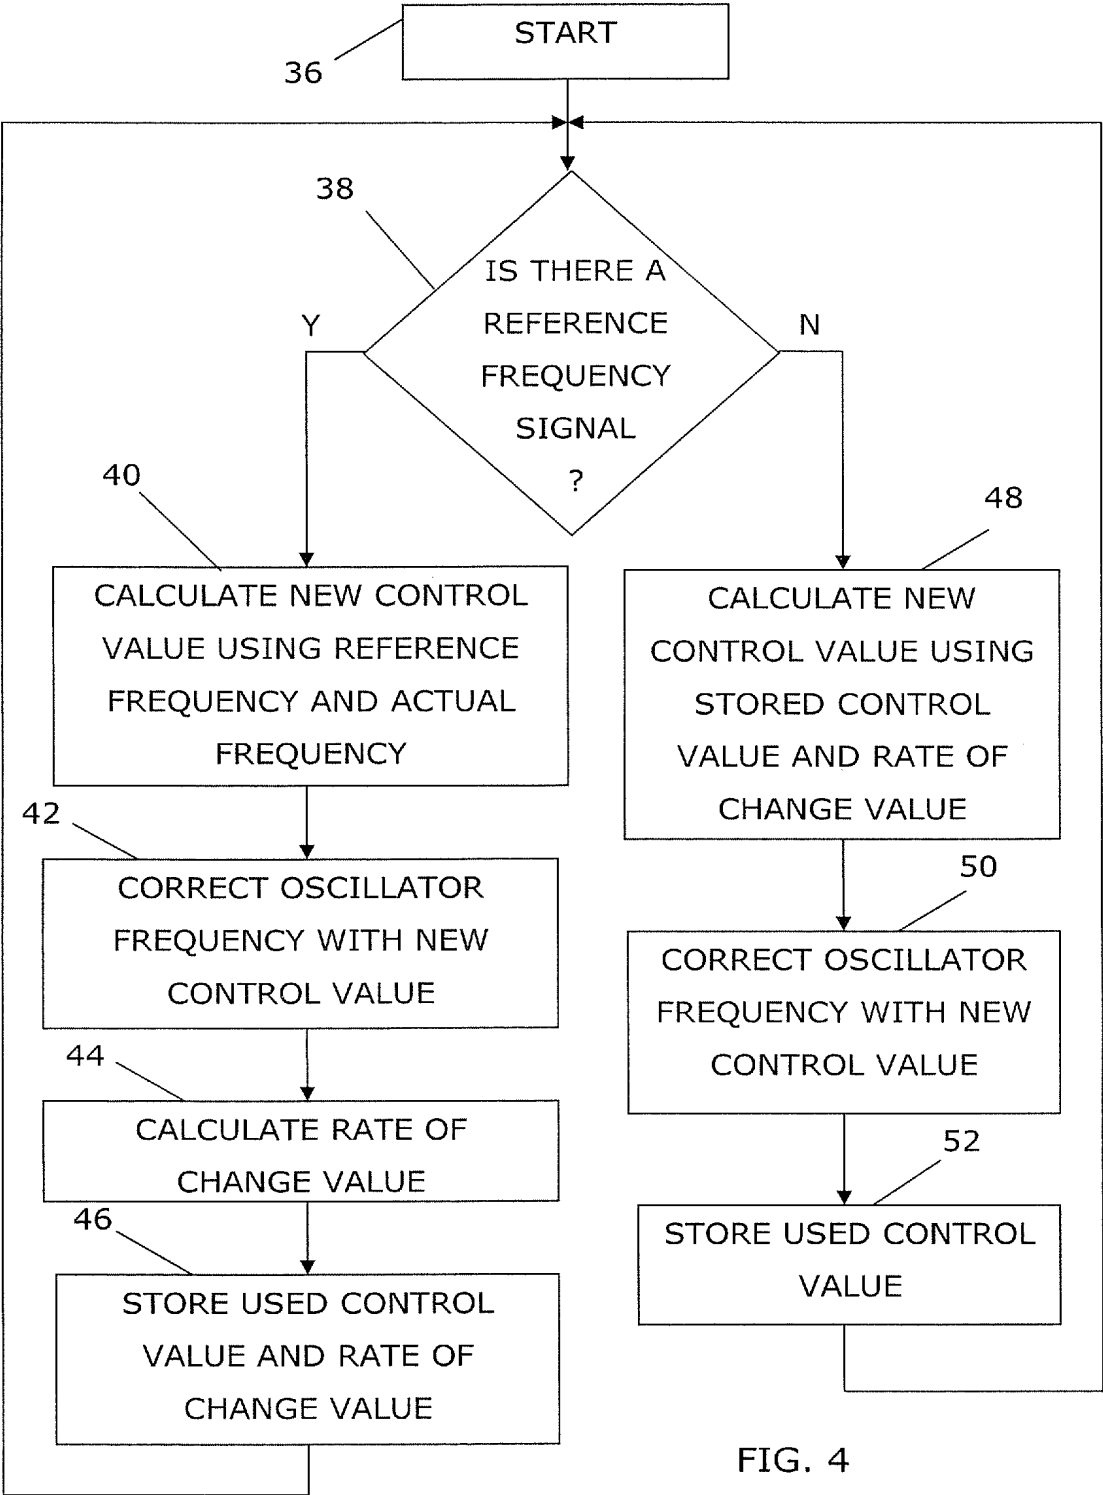 START
36
38
IS THERE A
REFERENCE
FREQUENCY
SIGNAL
?
Y
N
40
CALCULATE NEW CONTROL
VALUE USING REFERENCE
FREQUENCY AND ACTUAL
FREQUENCY
42
CORRECT OSCILLATOR
FREQUENCY WITH NEW
CONTROL VALUE
44
CALCULATE RATE OF
CHANGE VALUE
46
STORE USED CONTROL
VALUE AND RATE OF
CHANGE VALUE
48
CALCULATE NEW
CONTROL VALUE USING
STORED CONTROL
VALUE AND RATE OF
CHANGE VALUE
50
CORRECT OSCILLATOR
FREQUENCY WITH NEW
CONTROL VALUE
52
STORE USED CONTROL
VALUE
FIG. 4